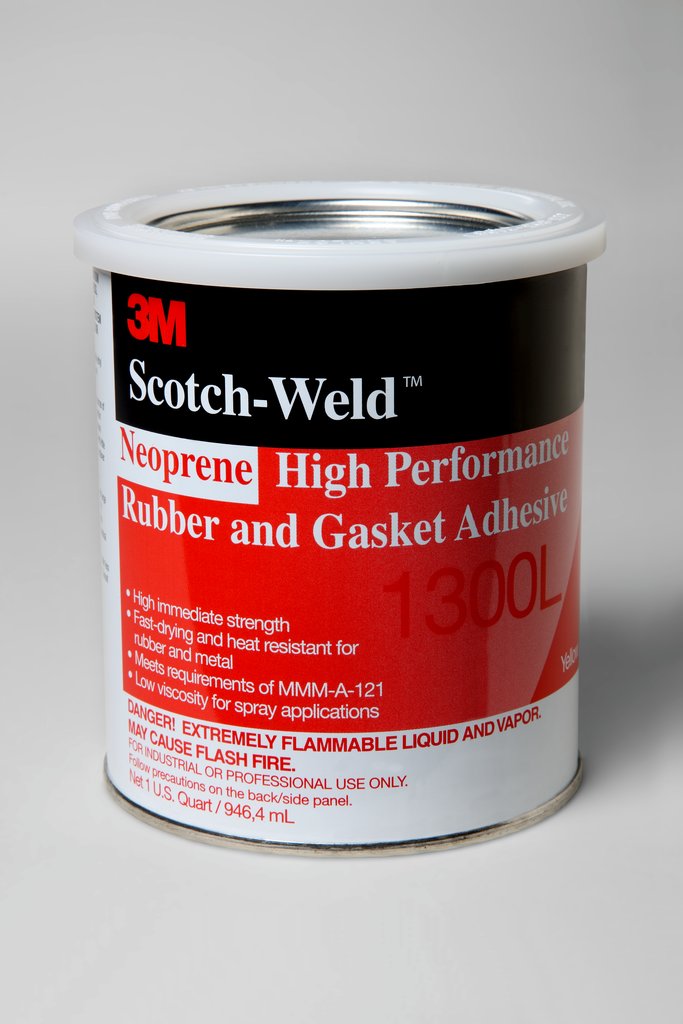 3M
Scotch-Weld™
Neoprene High Performance
Rubber and Gasket Adhesive
1300L
• High immediate strength
• Fast-drying and heat resistant for
rubber and metal
• Meets requirements of MMM-A-121
• Low viscosity for spray applications
DANGER! EXTREMELY FLAMMABLE LIQUID AND VAPOR.
MAY CAUSE FLASH FIRE.
FOR INDUSTRIAL OR PROFESSIONAL USE ONLY.
Follow precautions on the back/side panel.
Net 1 U.S. Quart / 946,4 mL